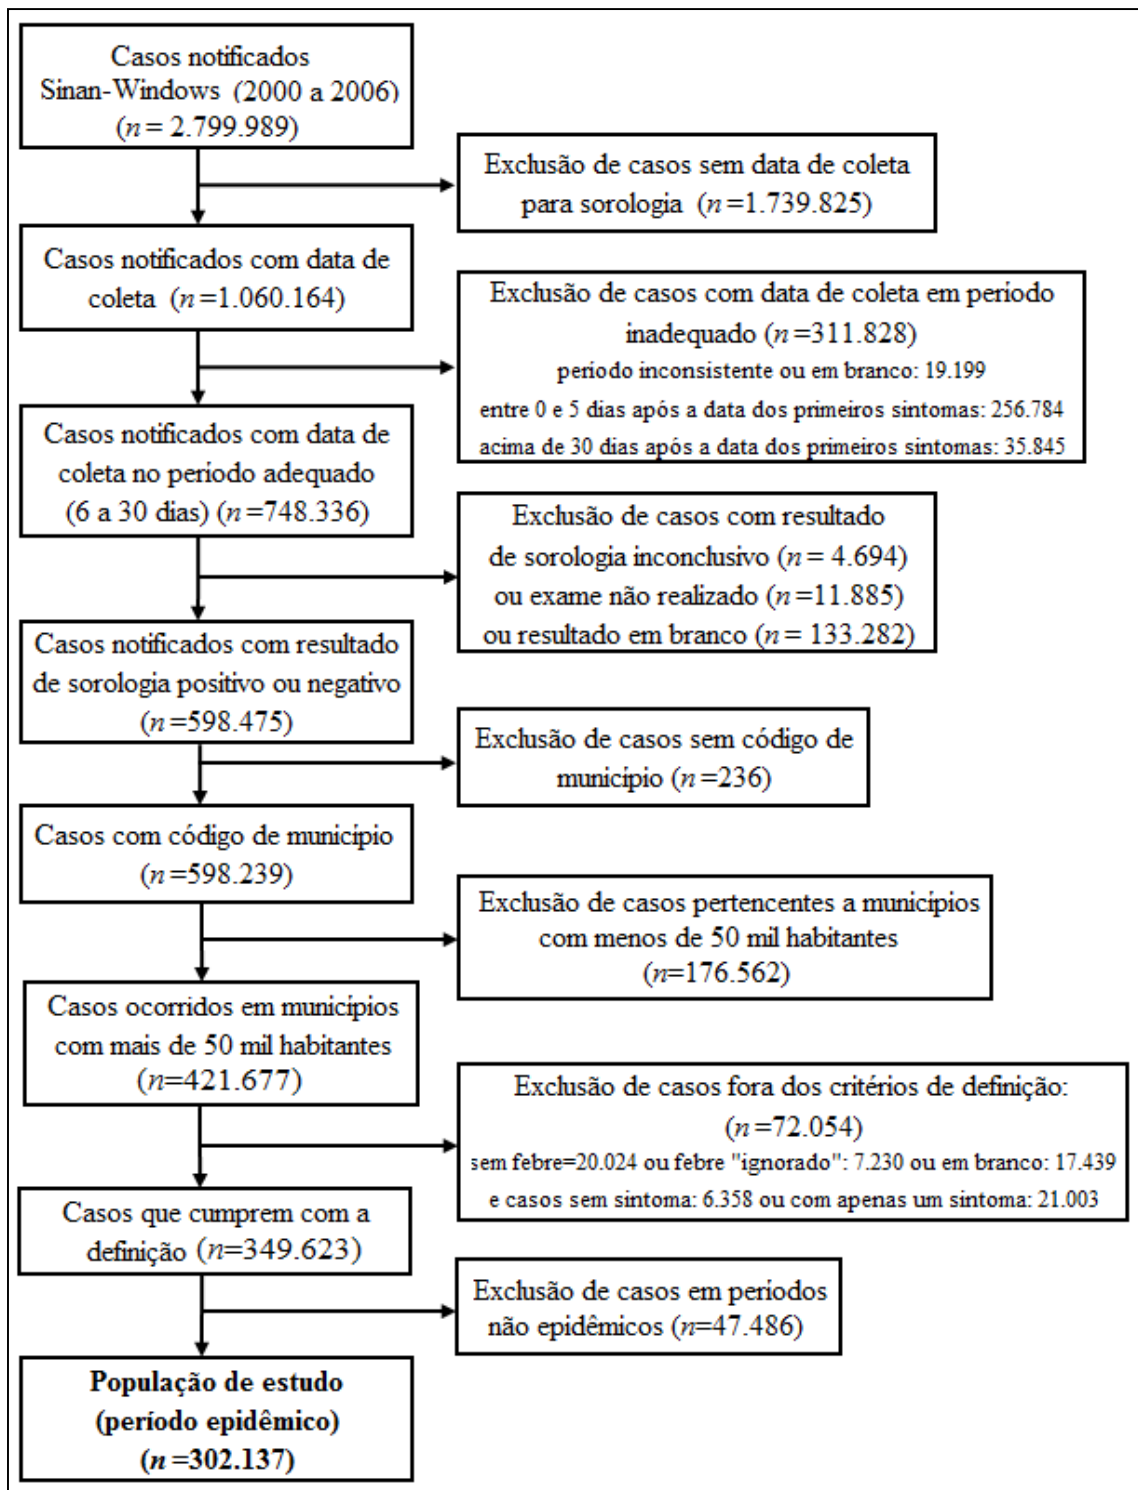 Casos notificados
Sinan-Windows (2000 a 2006)
(n = 2.799.989)
Exclusão de casos sem data de coleta
para sorologia (n =1.739.825)
Casos notificados com data de
coleta (n =1.060.164)
Exclusão de casos com data de coleta em período
inadequado (n =311.828)
período inconsistente ou em branco: 19.199
entre 0 e 5 dias após a data dos primeiros sintomas: 256.784
acima de 30 dias após a data dos primeiros sintomas: 35.845
Casos notificados com data de
coleta no período adequado
(6 a 30 dias) (n =748.336)
Exclusão de casos com resultado
de sorologia inconclusivo (n = 4.694)
ou exame não realizado (n =11.885)
ou resultado em branco (n = 133.282)
Casos notificados com resultado
de sorologia positivo ou negativo
(n =598.475)
Exclusão de casos sem código de
município (n =236)
Casos com código de município
(n =598.239)
Exclusão de casos pertencentes a municípios
com menos de 50 mil habitantes
(n=176.562)
Casos ocorridos em municípios
com mais de 50 mil habitantes
(n=421.677)
Exclusão de casos fora dos critérios de definição:
(n =72.054)
sem febre=20.024 ou febre "ignorado": 7.230 ou em branco: 17.439
e casos sem sintoma: 6.358 ou com apenas um sintoma: 21.003
Casos que cumprem com a
definição (n=349.623)
Exclusão de casos em períodos
não epidêmicos (n=47.486)
População de estudo
(período epidêmico)
(n =302.137)